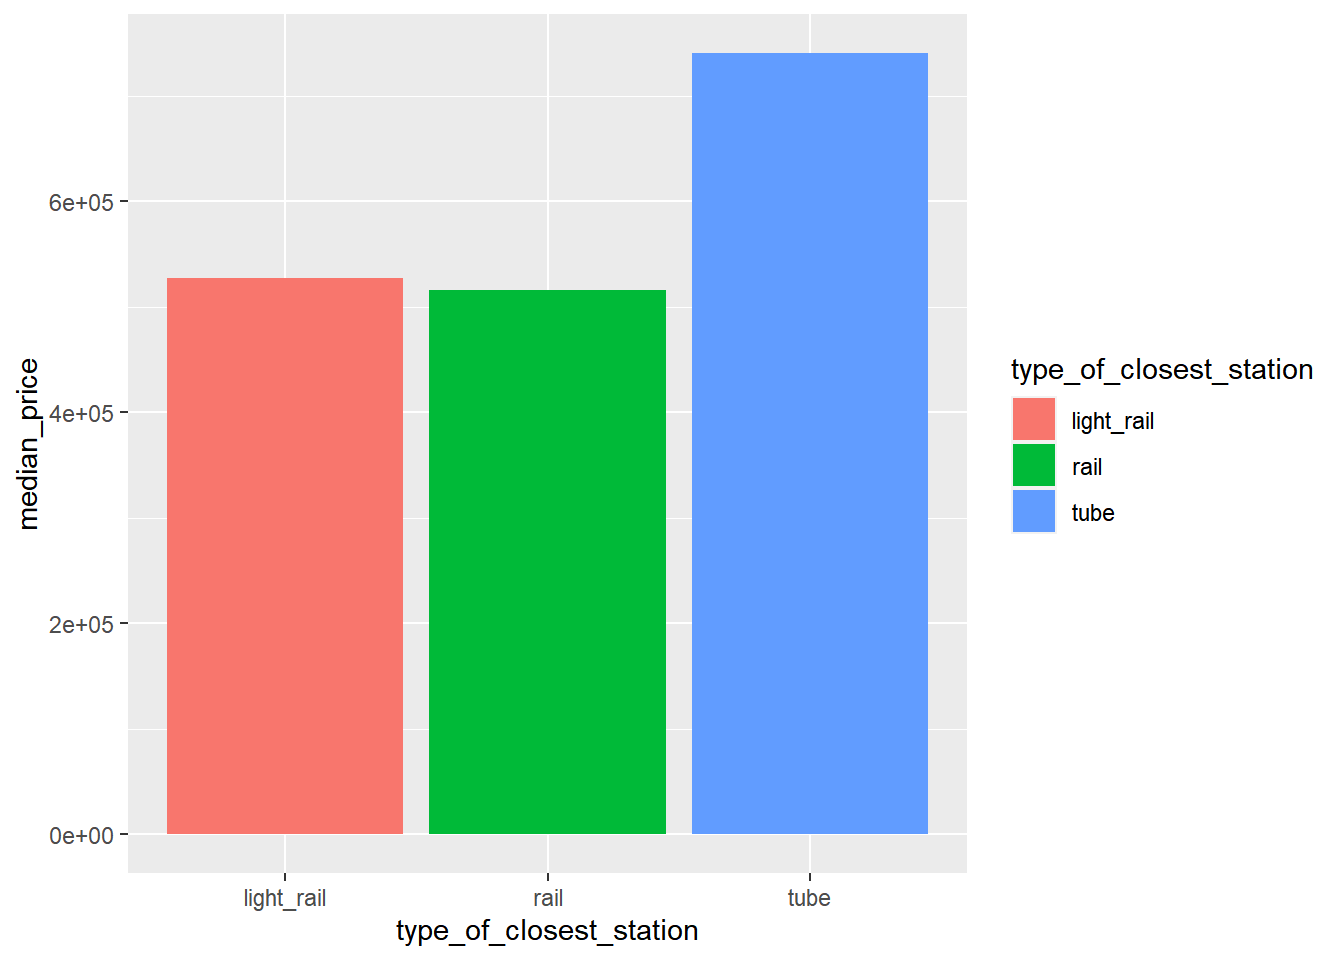 median_price
6e+05
4e+05
2e+05
0e+00
light_rail
rail
tube
type_of_closest_station
type_of_closest_station
light_rail
rail
tube